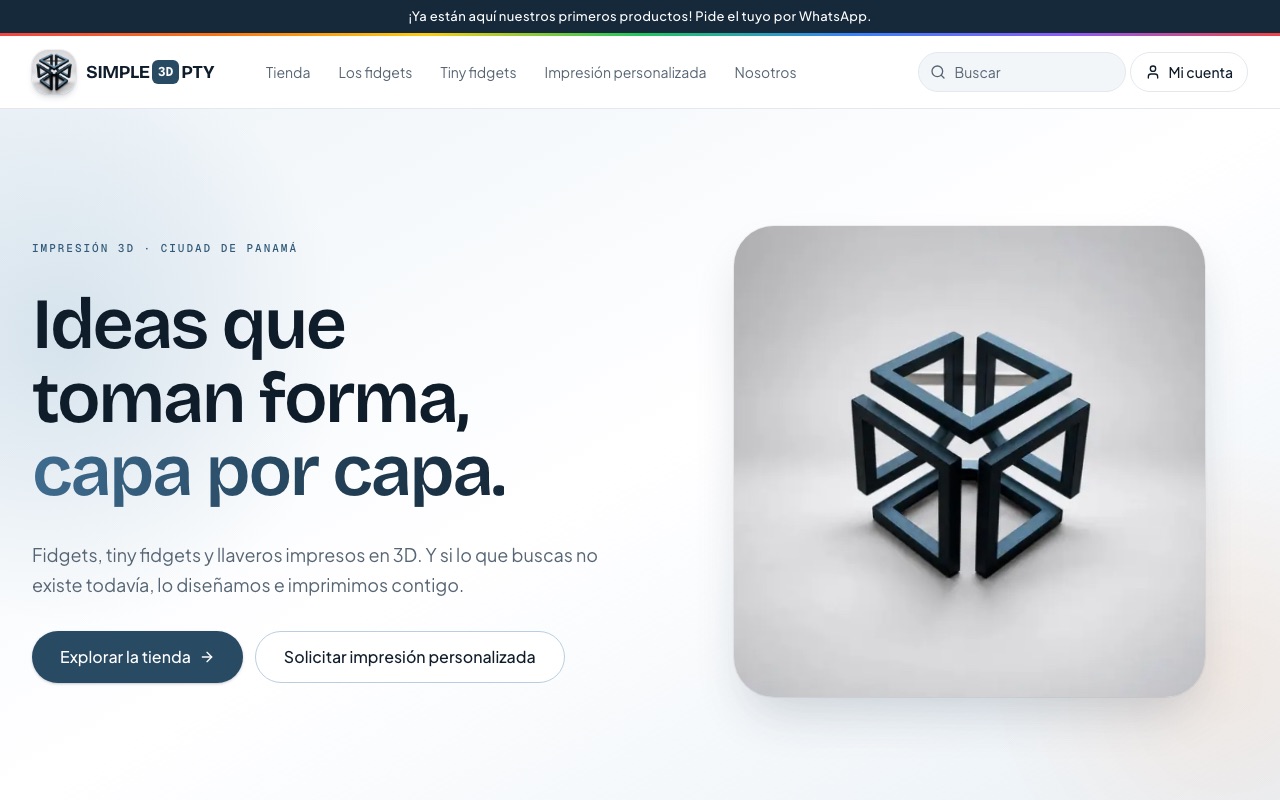 ¡Ya están aquí nuestros primeros productos! Pide el tuyo por WhatsApp.
SIMPLE 3D PTY
Tienda
Los fidgets
Tiny fidgets
Impresión personalizada
Nosotros
Buscar
Mi cuenta
IMPRESIÓN 3D · CIUDAD DE PANAMÁ
Ideas que
toman forma,
capa por capa.
Fidgets, tiny fidgets y llaveros impresos en 3D. Y si lo que buscas no
existe todavía, lo diseñamos e imprimimos contigo.
Explorar la tienda →
Solicitar impresión personalizada